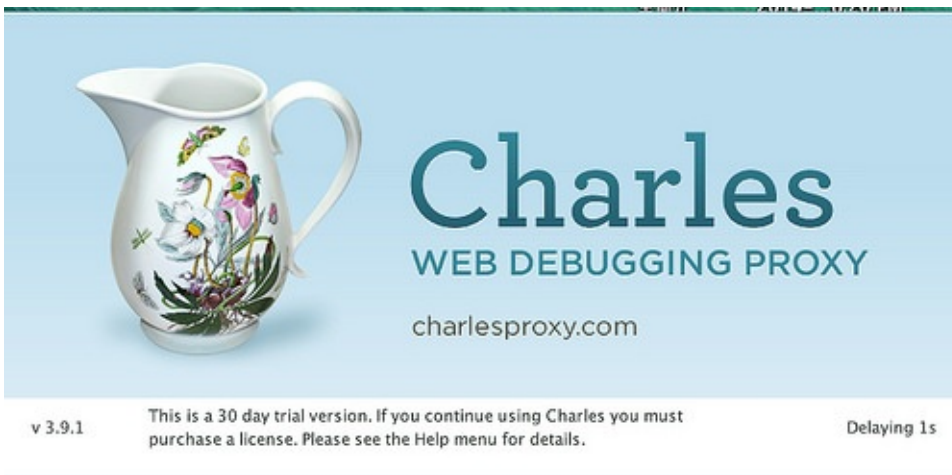 Charles
WEB DEBUGGING PROXY
charlesproxy.com
v 3.9.1
This is a 30 day trial version. If you continue using Charles you must
purchase a license. Please see the Help menu for details.
Delaying 1s